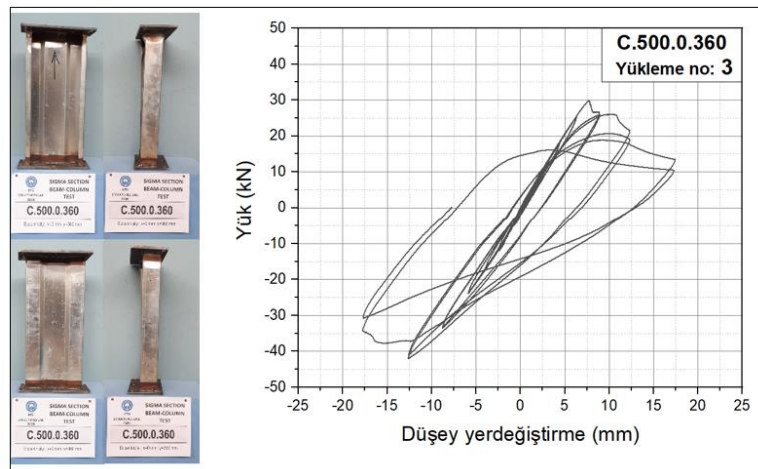 SIGMA SECTION
BEAM-COLUMN
TEST
C.500.0.360
SIGMA SECTION
BEAM-COLUMN
TEST
C.500.0.360
SIGMA SECTION
BEAM-COLUMN
TEST
C.500.0.360
SIGMA SECTION
BEAM-COLUMN
TEST
C.500.0.360
C.500.0.360
Yükleme no: 3
Yük (kN)
50
40
30
20
10
0
-10
-20
-30
-40
-50
-25 -20 -15 -10 -5 0 5 10 15 20 25
Düşey yerdeğiştirme (mm)